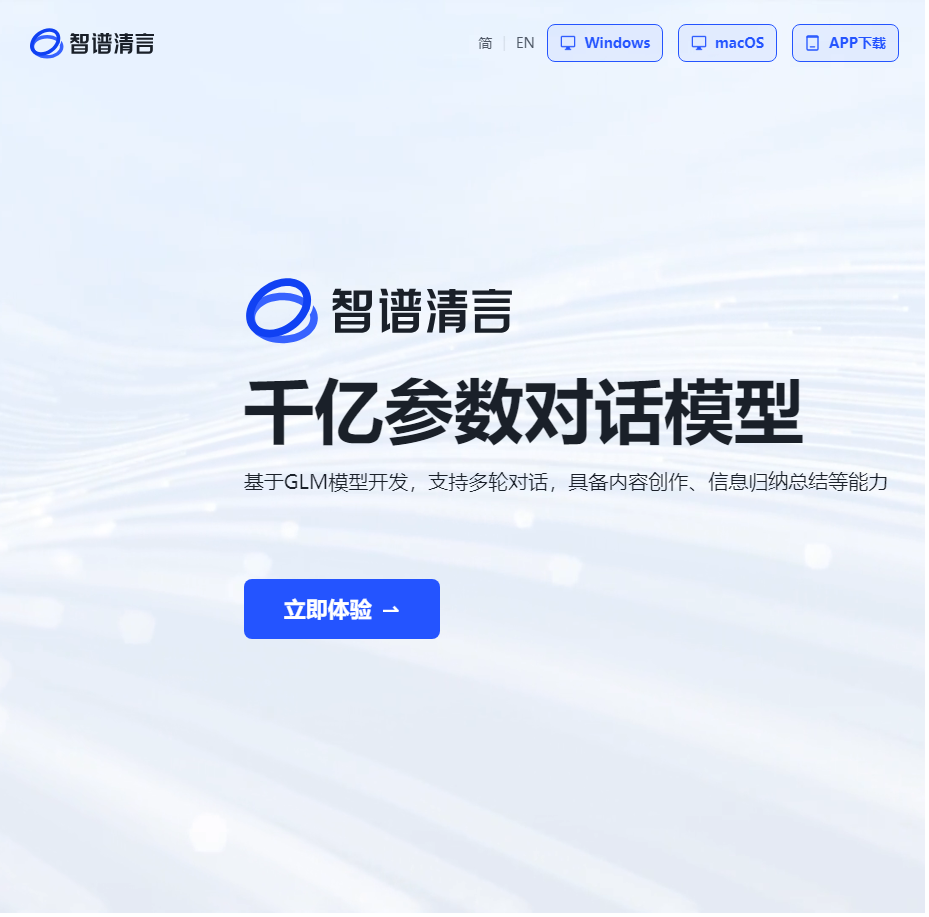 智谱清言
简 | EN
Windows
macOS
APP下载
智谱清言
千亿参数对话模型
基于GLM模型开发，支持多轮对话，具备内容创作、信息归纳总结等能力
立即体验 →